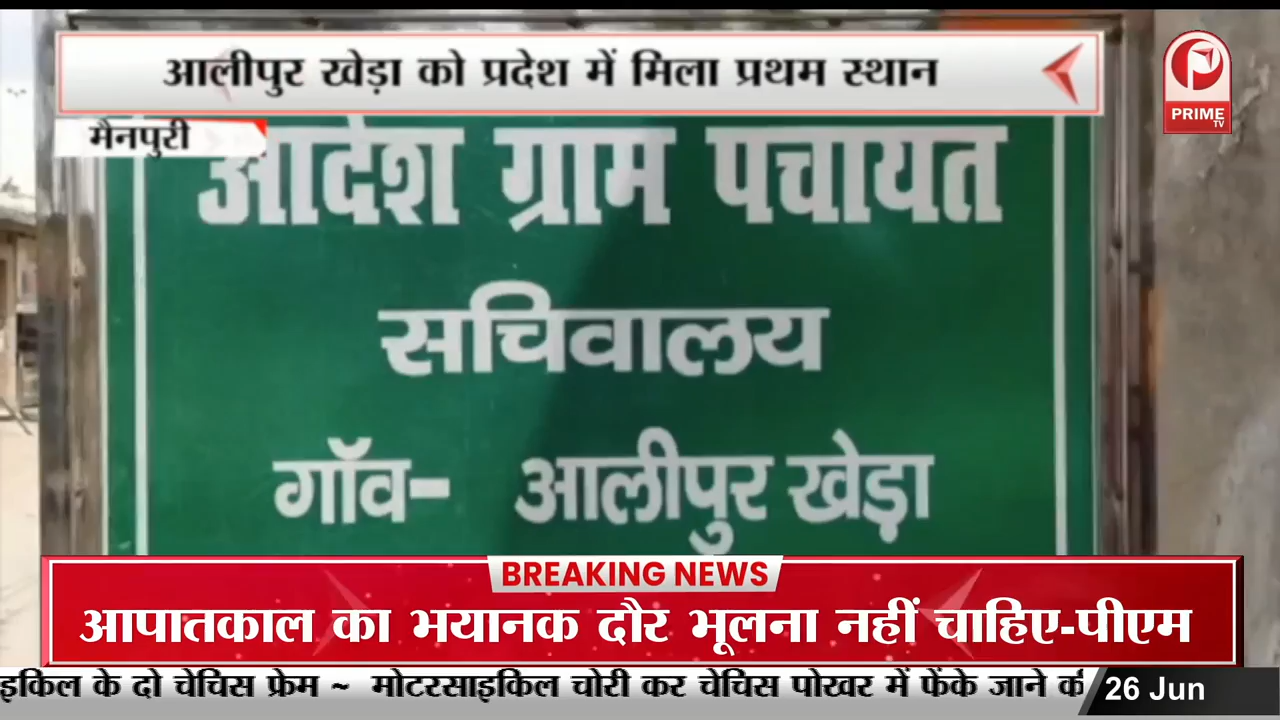 आलीपुर खेड़ा को प्रदेश में मिला प्रथम स्थान
PRIME
TV
मैनपुरी
आदेश ग्राम पचायत
सचिवालय
गॉव- आलीपुर खेड़ा
BREAKING NEWS
आपातकाल का भयानक दौर भूलना नहीं चाहिए-पीएम
इकिल के दो चेचिस फ्रेम ~ मोटरसाइकिल चोरी कर चेचिस पोखर में फेंके जाने की
26 Jun